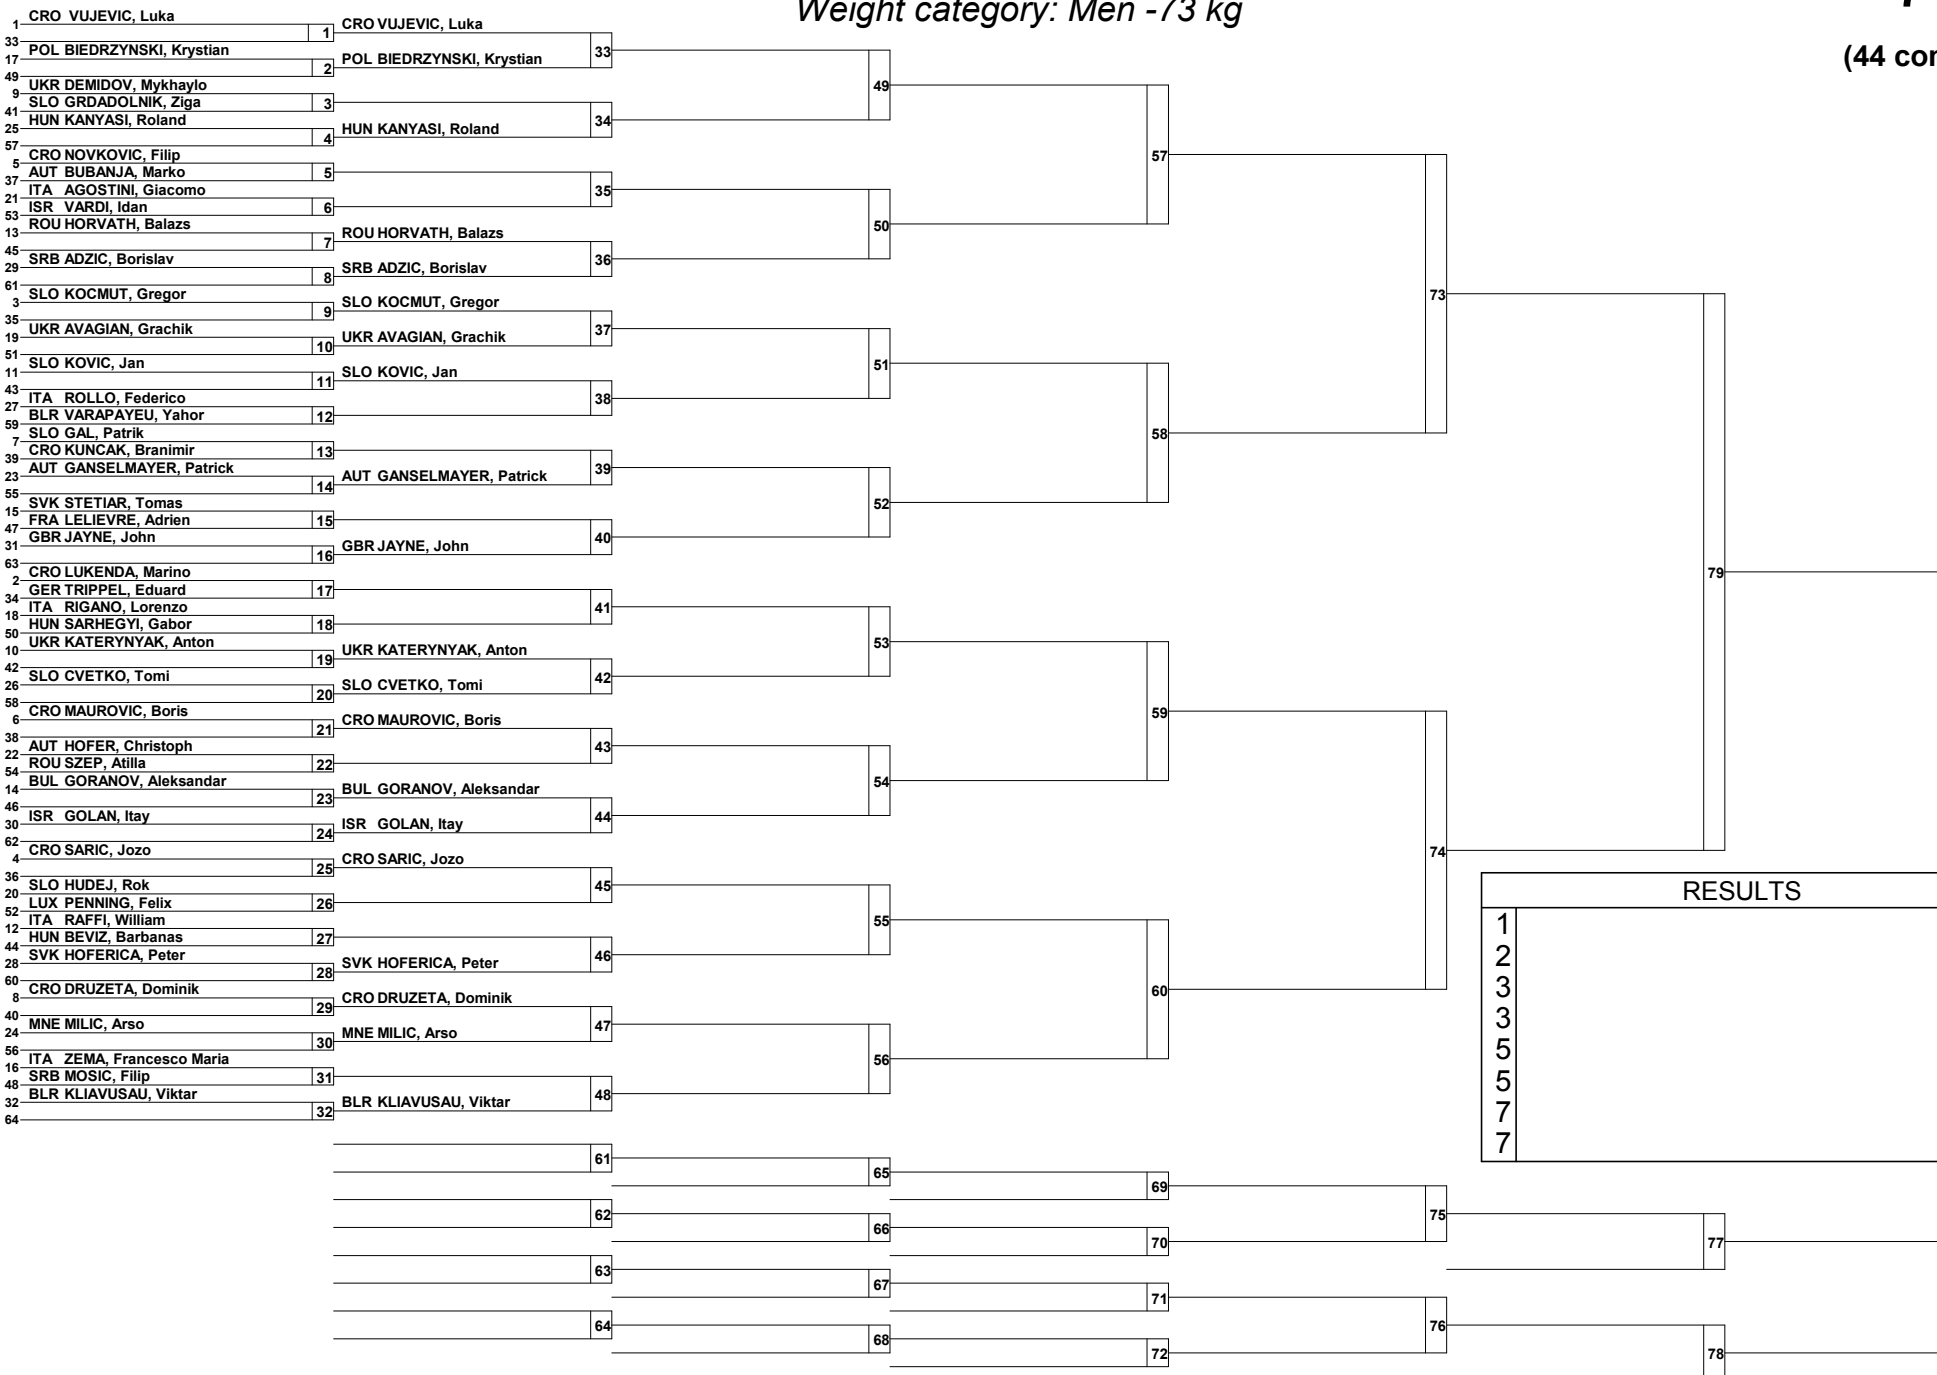 Weight category: Men -73 kg
(44 con
1 CRO VUJEVIC, Luka
33
1 CRO VUJEVIC, Luka
17 POL BIEDRZYNSKI, Krystian
49
2 POL BIEDRZYNSKI, Krystian
33
9 UKR DEMIDOV, Mykhaylo
41 SLO GRDADOLNIK, Ziga
3
25 HUN KANYASI, Roland
57
4 HUN KANYASI, Roland
34
49
5 CRO NOVKOVIC, Filip
37 AUT BUBANJA, Marko
5
21 ITA AGOSTINI, Giacomo
53 ISR VARDI, Idan
6
35
13 ROU HORVATH, Balazs
45
7 ROU HORVATH, Balazs
29 SRB ADZIC, Borislav
61
8 SRB ADZIC, Borislav
36
50
57
3 SLO KOCMUT, Gregor
35
9 SLO KOCMUT, Gregor
19 UKR AVAGIAN, Grachik
51
10 UKR AVAGIAN, Grachik
37
11 SLO KOVIC, Jan
43
11 SLO KOVIC, Jan
27 ITA ROLLO, Federico
59 BLR VARAPAYEU, Yahor
12
38
51
7 SLO GAL, Patrik
39 CRO KUNCAK, Branimir
13
23 AUT GANSELMAYER, Patrick
55
14 AUT GANSELMAYER, Patrick
39
15 SVK STETIAR, Tomas
47 FRA LELIEVRE, Adrien
15
31 GBR JAYNE, John
63
16 GBR JAYNE, John
40
52
58
73
2 CRO LUKENDA, Marino
34 GER TRIPPEL, Eduard
17
18 ITA RIGANO, Lorenzo
50 HUN SARHEGYI, Gabor
18
41
10 UKR KATERYNYAK, Anton
42
19 UKR KATERYNYAK, Anton
26 SLO CVETKO, Tomi
58
20 SLO CVETKO, Tomi
42
53
6 CRO MAUROVIC, Boris
38
21 CRO MAUROVIC, Boris
22 AUT HOFER, Christoph
54 ROU SZEP, Atilla
22
43
14 BUL GORANOV, Aleksandar
46
23 BUL GORANOV, Aleksandar
30 ISR GOLAN, Itay
62
24 ISR GOLAN, Itay
44
54
59
4 CRO SARIC, Jozo
36
25 CRO SARIC, Jozo
20 SLO HUDEJ, Rok
52 LUX PENNING, Felix
26
45
12 ITA RAFFI, William
44 HUN BEVIZ, Barbanas
27
28 SVK HOFERICA, Peter
60
28 SVK HOFERICA, Peter
46
55
8 CRO DRUZETA, Dominik
40
29 CRO DRUZETA, Dominik
24 MNE MILIC, Arso
56
30 MNE MILIC, Arso
47
16 ITA ZEMA, Francesco Maria
48 SRB MOSIC, Filip
31
32 BLR KLIAVUSAU, Viktar
64
32 BLR KLIAVUSAU, Viktar
48
56
60
74
79
RESULTS
1
2
3
3
5
5
7
7
61
65
69
62
66
75
70
77
63
67
71
64
76
68
72
78